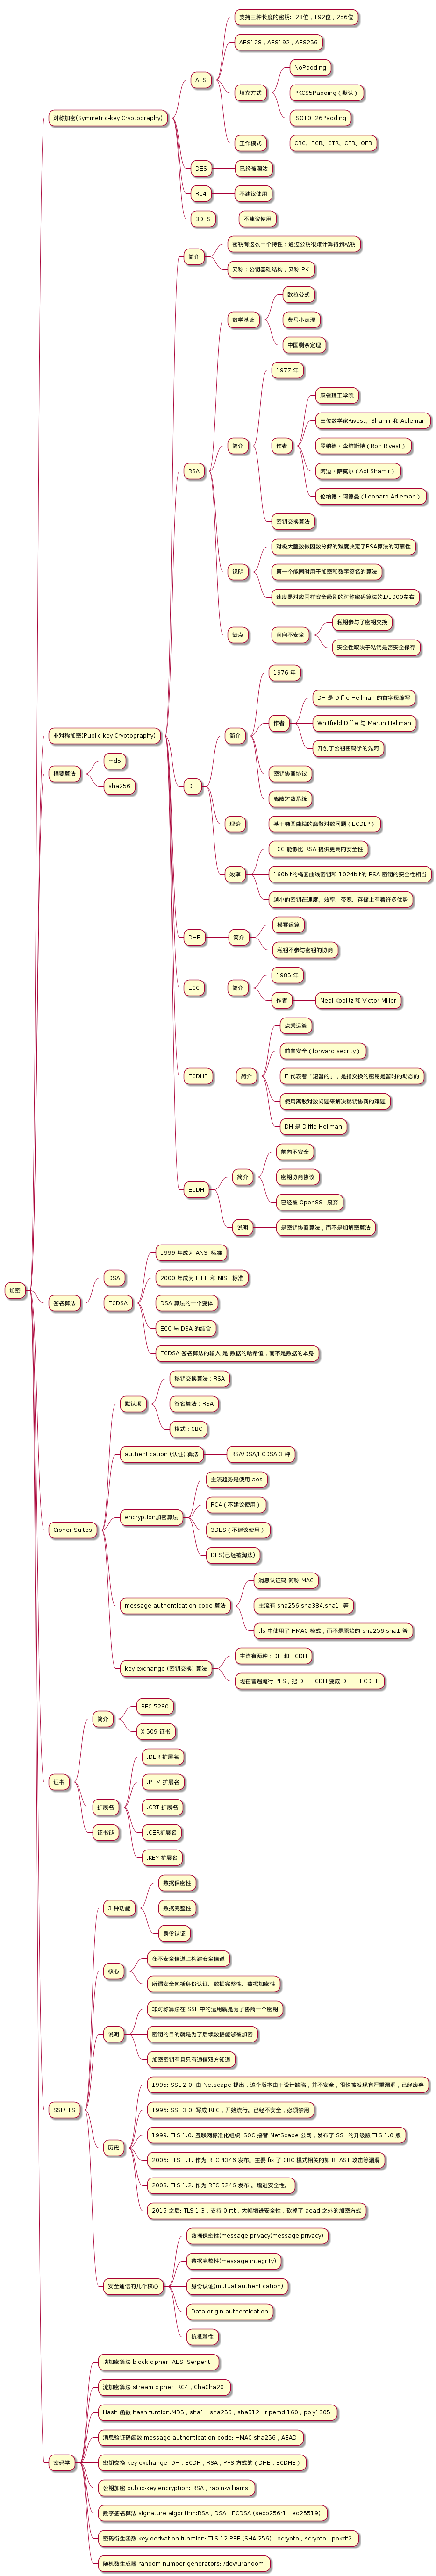 加密
对称加密(Symmetric-key Cryptography)
AES
支持三种长度的密钥:128位，192位，256位
AES128，AES192，AES256
填充方式
NoPadding
PKCS5Padding（默认）
ISO10126Padding
工作模式
CBC、ECB、CTR、CFB、OFB
DES
已经被淘汰
RC4
不建议使用
3DES
不建议使用
非对称加密(Public-key Cryptography)
简介
密钥有这么一个特性：通过公钥很难计算得到私钥
又称：公钥基础结构，又称 PKI
RSA
数学基础
欧拉公式
费马小定理
中国剩余定理
简介
1977 年
作者
麻省理工学院
三位数学家Rivest、Shamir 和 Adleman
罗纳德·李维斯特（Ron Rivest）
阿迪·萨莫尔（Adi Shamir）
伦纳德·阿德曼（Leonard Adleman）
密钥交换算法
说明
对极大整数做因数分解的难度决定了RSA算法的可靠性
第一个能同时用于加密和数字签名的算法
速度是对应同样安全级别的对称密码算法的1/1000左右
缺点
前向不安全
私钥参与了密钥交换
安全性取决于私钥是否安全保存
DH
简介
1976 年
作者
DH 是 Diffie-Hellman 的首字母缩写
Whitfield Diffie 与 Martin Hellman
开创了公钥密码学的先河
密钥协商协议
离散对数系统
理论
基于椭圆曲线的离散对数问题（ECDLP）
效率
ECC 能够比 RSA 提供更高的安全性
160bit的椭圆曲线密钥和 1024bit的 RSA 密钥的安全性相当
越小的密钥在速度、效率、带宽、存储上有着许多优势
DHE
简介
模幂运算
私钥不参与密钥的协商
ECC
简介
1985 年
作者
Neal Koblitz 和 Victor Miller
ECDHE
简介
点乘运算
前向安全（forward secrity）
E 代表着「短暂的」，是指交换的密钥是暂时的动态的
使用离散对数问题来解决秘钥协商的难题
DH 是 Diffie-Hellman
ECDH
简介
前向不安全
密钥协商协议
已经被 OpenSSL 废弃
说明
是密钥协商算法，而不是加解密算法
摘要算法
md5
sha256
签名算法
DSA
ECDSA
1999 年成为 ANSI 标准
2000 年成为 IEEE 和 NIST 标准
DSA 算法的一个变体
ECC 与 DSA 的结合
ECDSA 签名算法的输入 是 数据的哈希值，而不是数据的本身
Cipher Suites
默认项
秘钥交换算法：RSA
签名算法：RSA
模式：CBC
authentication (认证) 算法
RSA/DSA/ECDSA 3 种
encryption加密算法
主流趋势是使用 aes
RC4（不建议使用）
3DES（不建议使用）
DES(已经被淘汰)
message authentication code 算法
消息认证码 简称 MAC
主流有 sha256,sha384,sha1, 等
tls 中使用了 HMAC 模式，而不是原始的 sha256,sha1 等
key exchange (密钥交换) 算法
主流有两种：DH 和 ECDH
现在普遍流行 PFS，把 DH, ECDH 变成 DHE，ECDHE
证书
简介
RFC 5280
X.509 证书
扩展名
.DER 扩展名
.PEM 扩展名
.CRT 扩展名
.CER扩展名
.KEY 扩展名
证书链
SSL/TLS
3 种功能
数据保密性
数据完整性
身份认证
核心
在不安全信道上构建安全信道
所谓安全包括身份认证、数据完整性、数据加密性
说明
非对称算法在 SSL 中的运用就是为了协商一个密钥
密钥的目的就是为了后续数据能够被加密
加密密钥有且只有通信双方知道
历史
1995: SSL 2.0, 由 Netscape 提出，这个版本由于设计缺陷，并不安全，很快被发现有严重漏洞，已经废弃
1996: SSL 3.0. 写成 RFC，开始流行。已经不安全，必须禁用
1999: TLS 1.0. 互联网标准化组织 ISOC 接替 NetScape 公司，发布了 SSL 的升级版 TLS 1.0 版
2006: TLS 1.1. 作为 RFC 4346 发布。主要 fix 了 CBC 模式相关的如 BEAST 攻击等漏洞
2008: TLS 1.2. 作为 RFC 5246 发布 。增进安全性。
2015 之后: TLS 1.3，支持 0-rtt，大幅增进安全性，砍掉了 aead 之外的加密方式
安全通信的几个核心
数据保密性(message privacy)message privacy)
数据完整性(message integrity)
身份认证(mutual authentication)
Data origin authentication
抗抵赖性
密码学
块加密算法 block cipher: AES, Serpent,
流加密算法 stream cipher: RC4，ChaCha20
Hash 函数 hash funtion:MD5，sha1，sha256，sha512，ripemd 160，poly1305
消息验证码函数 message authentication code: HMAC-sha256，AEAD
密钥交换 key exchange: DH，ECDH，RSA，PFS 方式的（DHE，ECDHE）
公钥加密 public-key encryption: RSA，rabin-williams
数字签名算法 signature algorithm:RSA，DSA，ECDSA (secp256r1，ed25519)
密码衍生函数 key derivation function: TLS-12-PRF (SHA-256)，bcrypto，scrypto，pbkdf2
随机数生成器 random number generators: /dev/urandom